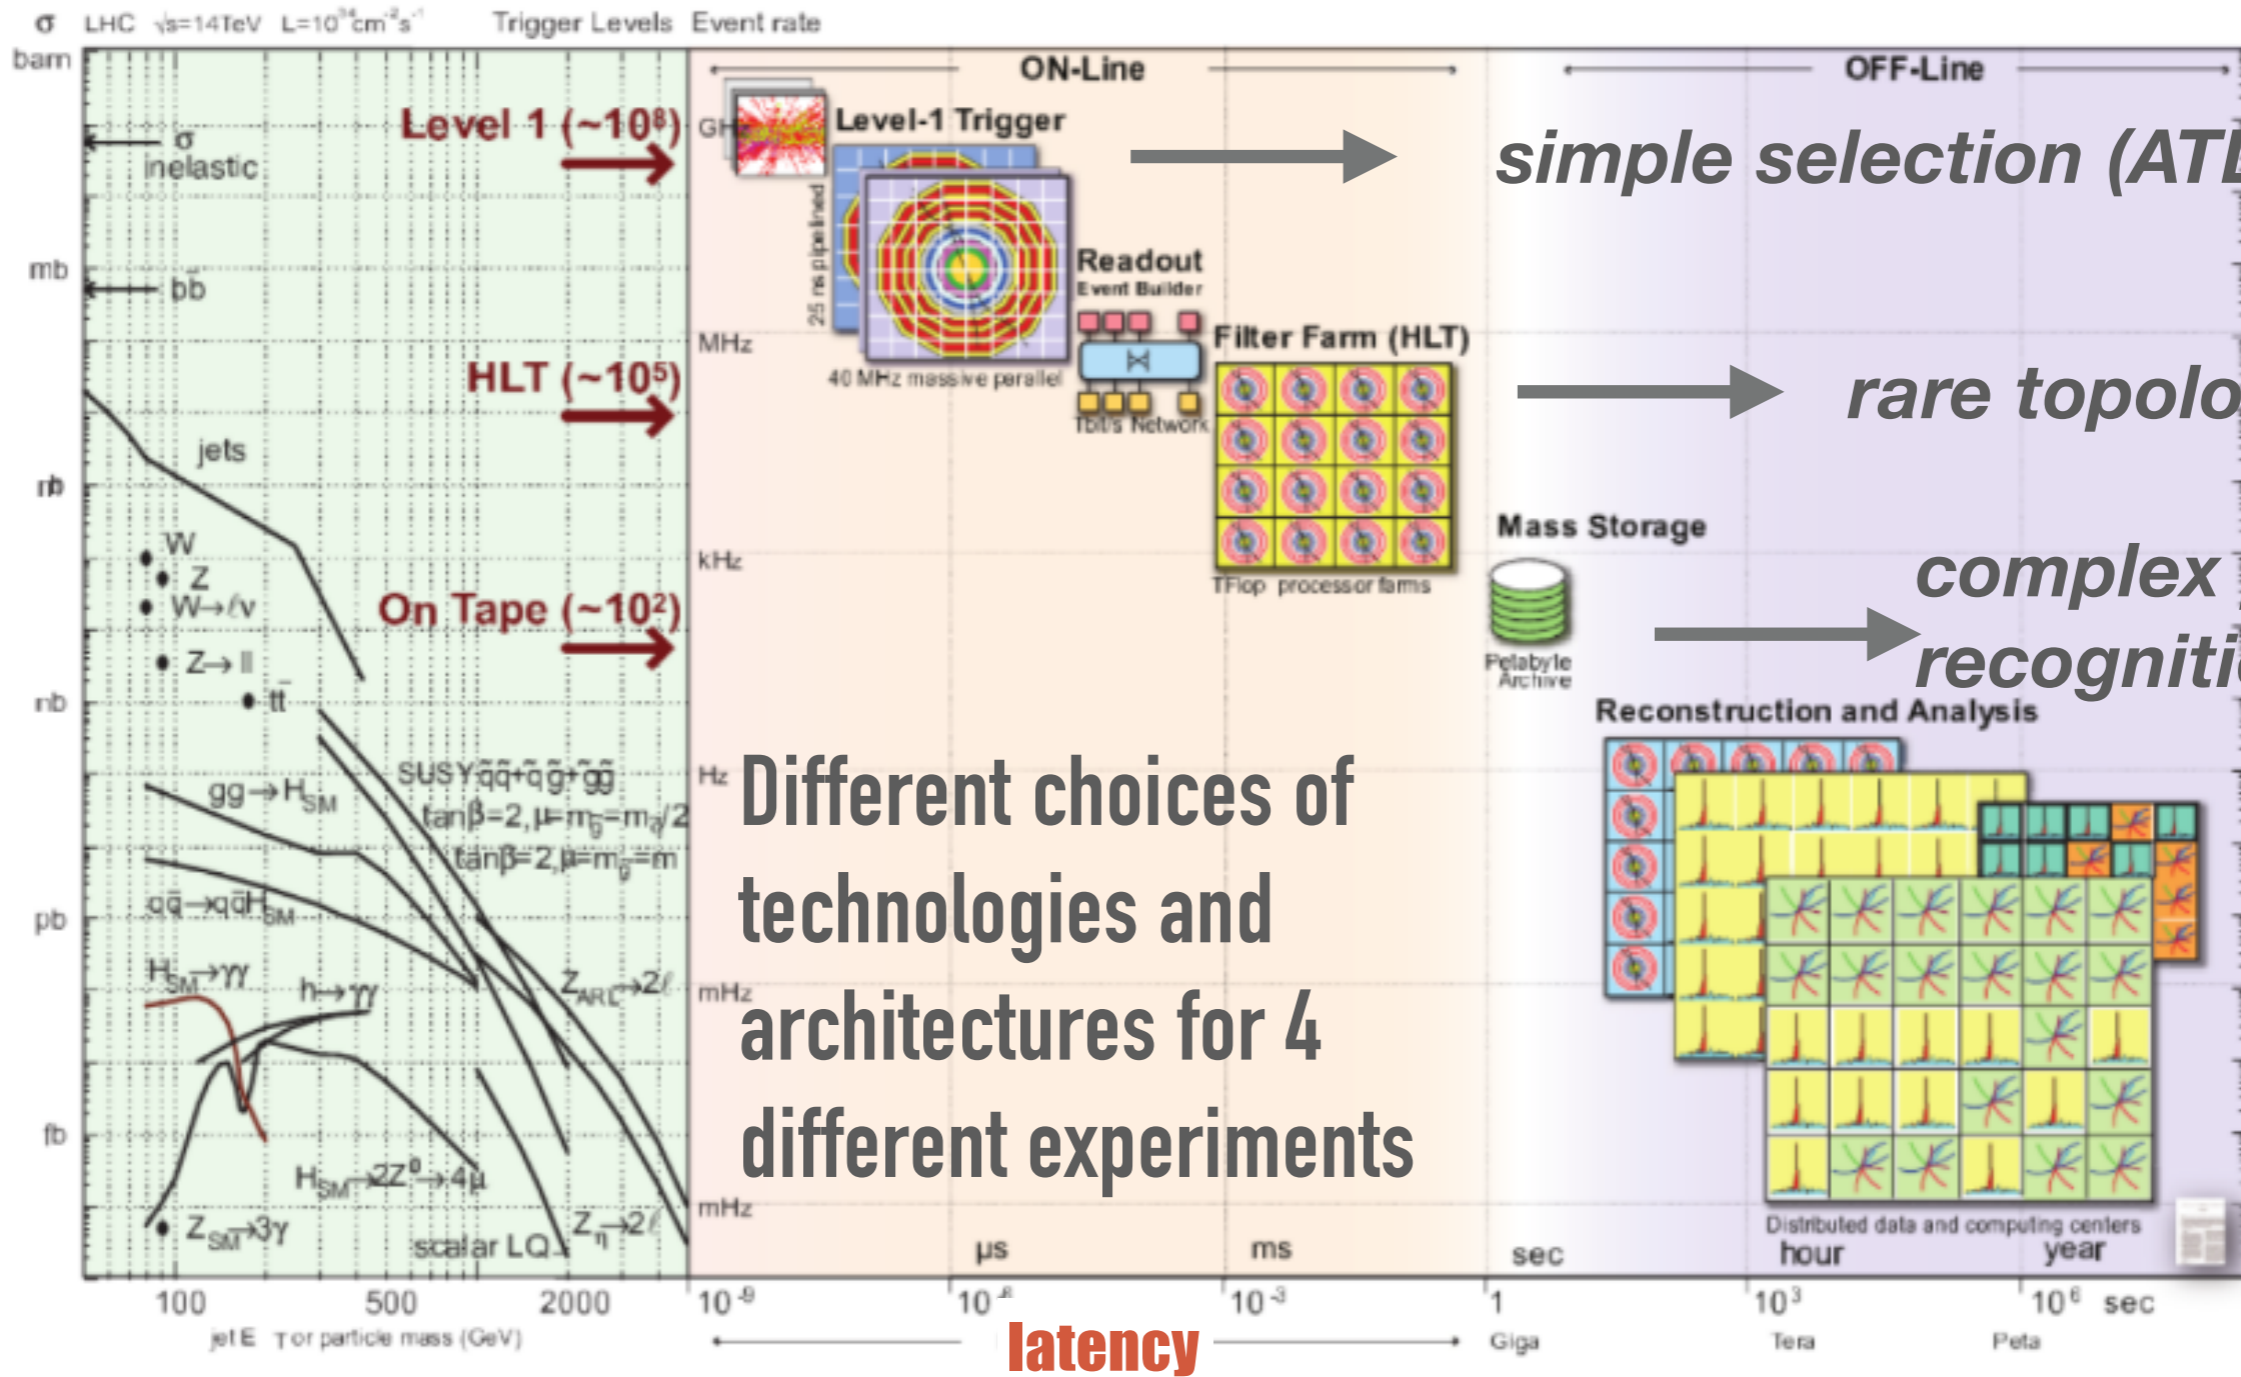 σ LHC √s=14TeV L=10³⁴cm⁻²s⁻¹ Trigger Levels Event rate
barn
ON-Line
OFF-Line
Level 1 (~10⁸)
GHz
Level-1 Trigger
simple selection (ATL
σ
inelastic
25 ns pipelined
mb
bb̄
Readout
Event Builder
MHz
Filter Farm (HLT)
HLT (~10⁵)
40 MHz massive parallel
rare topolo
Tbit/s Network
jets
Mass Storage
W
kHz
complex
Z
TFlop processor farms
W→ℓν
On Tape (~10²)
recogniti
Z→ll
Petabyte
Archive
nb
tt̄
Reconstruction and Analysis
SUSY q̃q̃+q̃g̃+g̃g̃
Hz
gg→H_SM
tanβ=2,μ=m_g̃=m_q̃/2
tanβ=2,μ=m_g̃=m
Different choices of
technologies and
architectures for 4
different experiments
qq̄→qq̄H_SM
pb
H_SM→γγ
h→γγ
Z_ARL→2ℓ
mHz
fb
H_SM→2Z⁰→4μ
mHz
Z_SM→3γ
scalar LQ
Z_η→2ℓ
Distributed data and computing centers
μs
ms
sec
hour
year
100
500
2000
10⁻⁹
10⁻⁶
10⁻³
1
10³
10⁶ sec
jet E T or particle mass (GeV)
latency
Giga
Tera
Peta